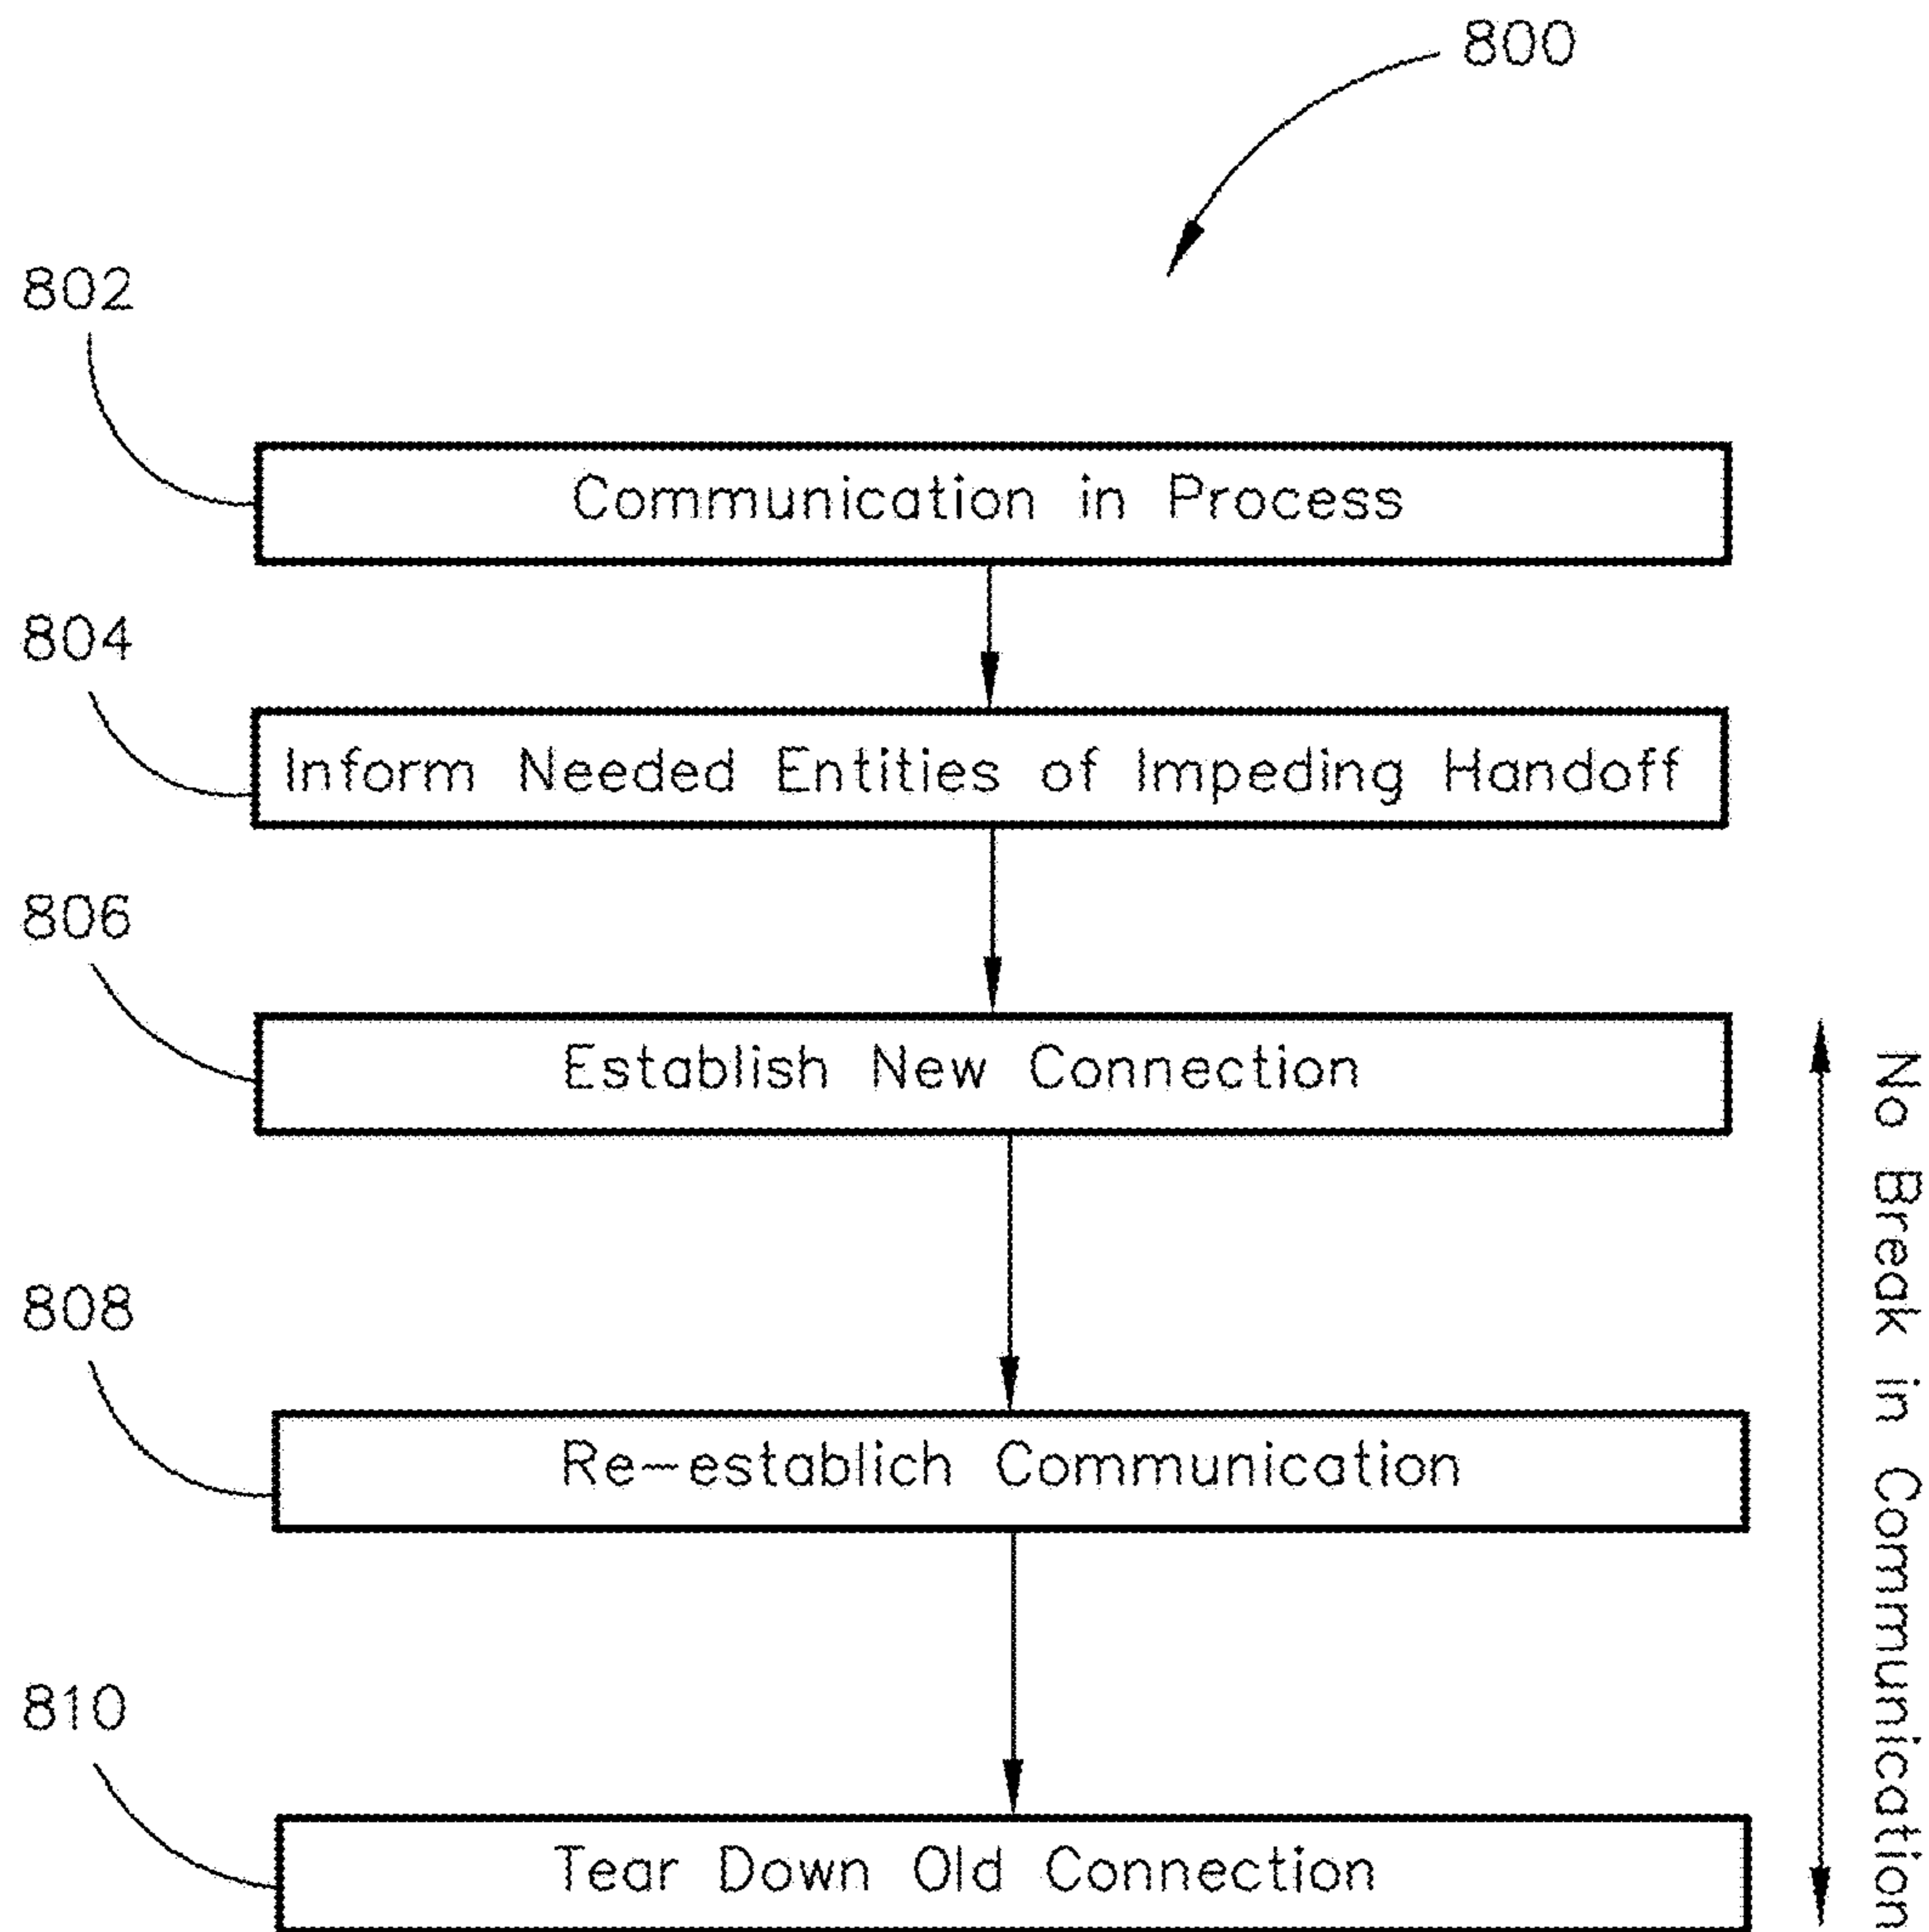 800
802
Communication in Process
804
Inform Needed Entities of Impeding Handoff
806
Establish New Connection
808
Re-establich Communication
810
Tear Down Old Connection
No Break in Communication